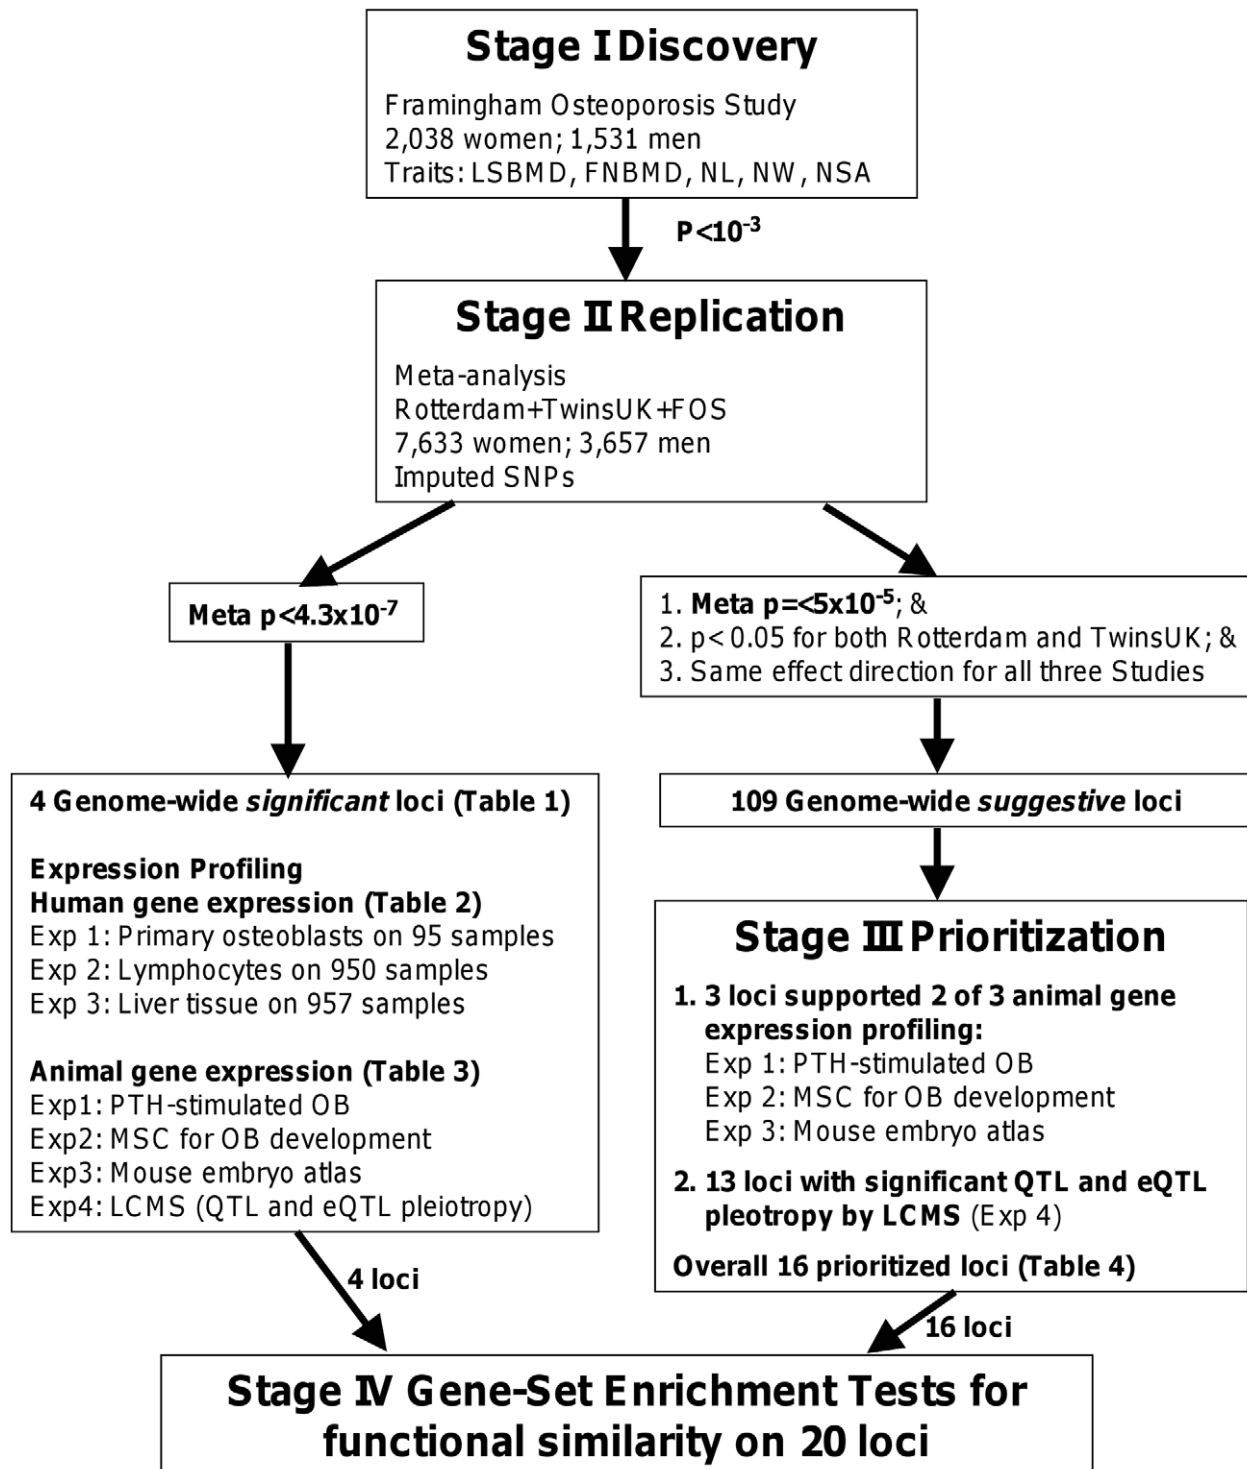 Stage I Discovery
Framingham Osteoporosis Study
2,038 women; 1,531 men
Traits: LSBMD, FNBMD, NL, NW, NSA
P<10⁻³
Stage II Replication
Meta-analysis
Rotterdam+TwinsUK+FOS
7,633 women; 3,657 men
Imputed SNPs
Meta p<4.3x10⁻⁷
1. Meta p=<5x10⁻⁵; &
2. p<0.05 for both Rotterdam and TwinsUK; &
3. Same effect direction for all three Studies
4 Genome-wide significant loci (Table 1)
Expression Profiling
Human gene expression (Table 2)
Exp 1: Primary osteoblasts on 95 samples
Exp 2: Lymphocytes on 950 samples
Exp 3: Liver tissue on 957 samples
Animal gene expression (Table 3)
Exp1: PTH-stimulated OB
Exp2: MSC for OB development
Exp3: Mouse embryo atlas
Exp4: LCMS (QTL and eQTL pleiotropy)
109 Genome-wide suggestive loci
Stage III Prioritization
1. 3 loci supported 2 of 3 animal gene
expression profiling:
Exp 1: PTH-stimulated OB
Exp 2: MSC for OB development
Exp 3: Mouse embryo atlas
2. 13 loci with significant QTL and eQTL
pleotropy by LCMS (Exp 4)
Overall 16 prioritized loci (Table 4)
4 loci
16 loci
Stage IV Gene-Set Enrichment Tests for
functional similarity on 20 loci